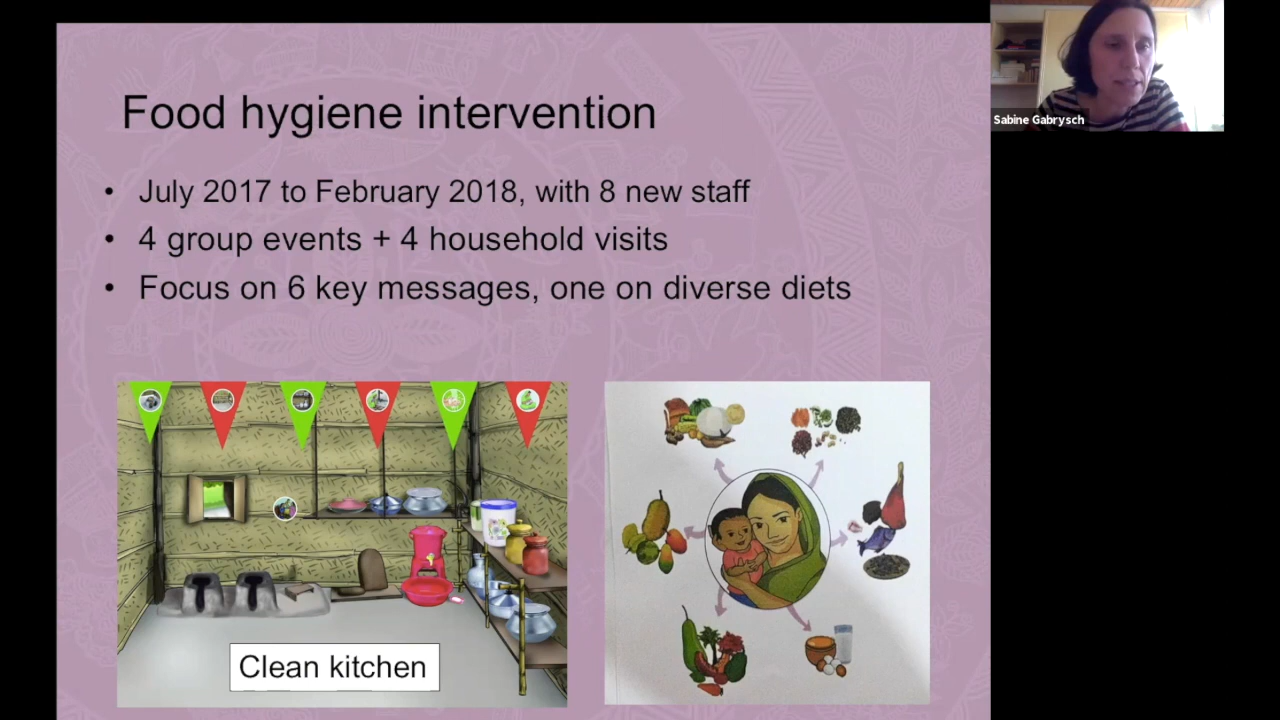 Food hygiene intervention
• July 2017 to February 2018, with 8 new staff
• 4 group events + 4 household visits
• Focus on 6 key messages, one on diverse diets
Clean kitchen
Sabine Gabrysch